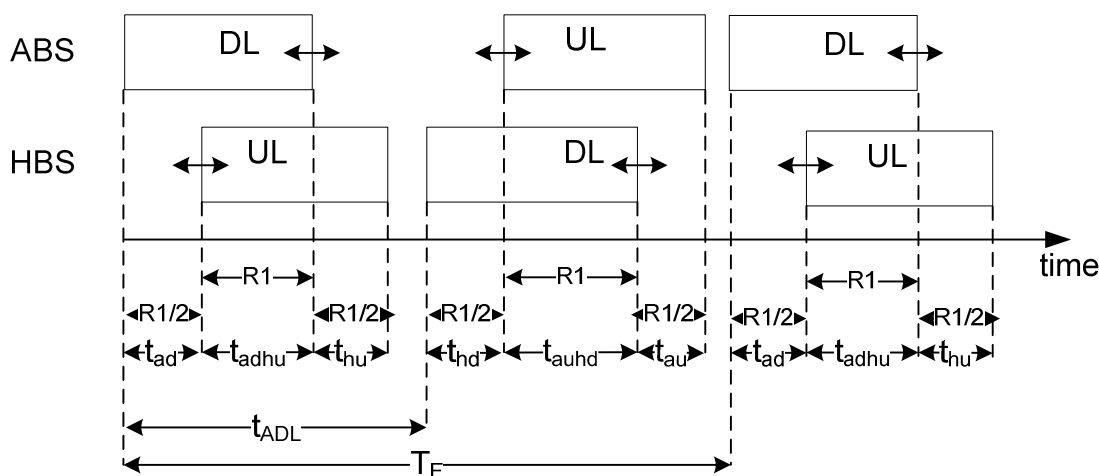 ABS DL UL DL
HBS UL DL UL
time
R1 R1 R1
R1/2 R1/2 R1/2 R1/2 R1/2 R1/2
tad tadhu thu thd tauhd tau tad tadhu thu
tADL
TF